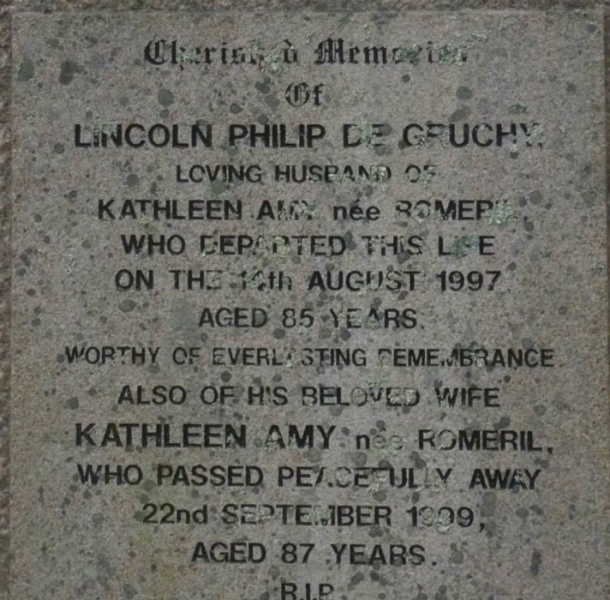 Cherished Memories
Of
LINCOLN PHILIP DE GRUCHY,
LOVING HUSBAND OF
KATHLEEN AMY née ROMERIL,
WHO DEPARTED THIS LIFE
ON THE 14th AUGUST 1997
AGED 85 YEARS.
WORTHY OF EVERLASTING REMEMBRANCE.
ALSO OF HIS BELOVED WIFE
KATHLEEN AMY née ROMERIL,
WHO PASSED PEACEFULLY AWAY
22nd SEPTEMBER 1999,
AGED 87 YEARS.
R.I.P.